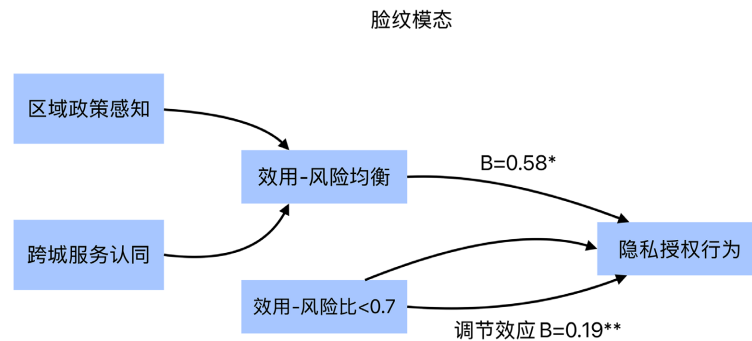 脸纹模态
区域政策感知
效用-风险均衡
B=0.58*
跨城服务认同
隐私授权行为
效用-风险比<0.7
调节效应B=0.19**